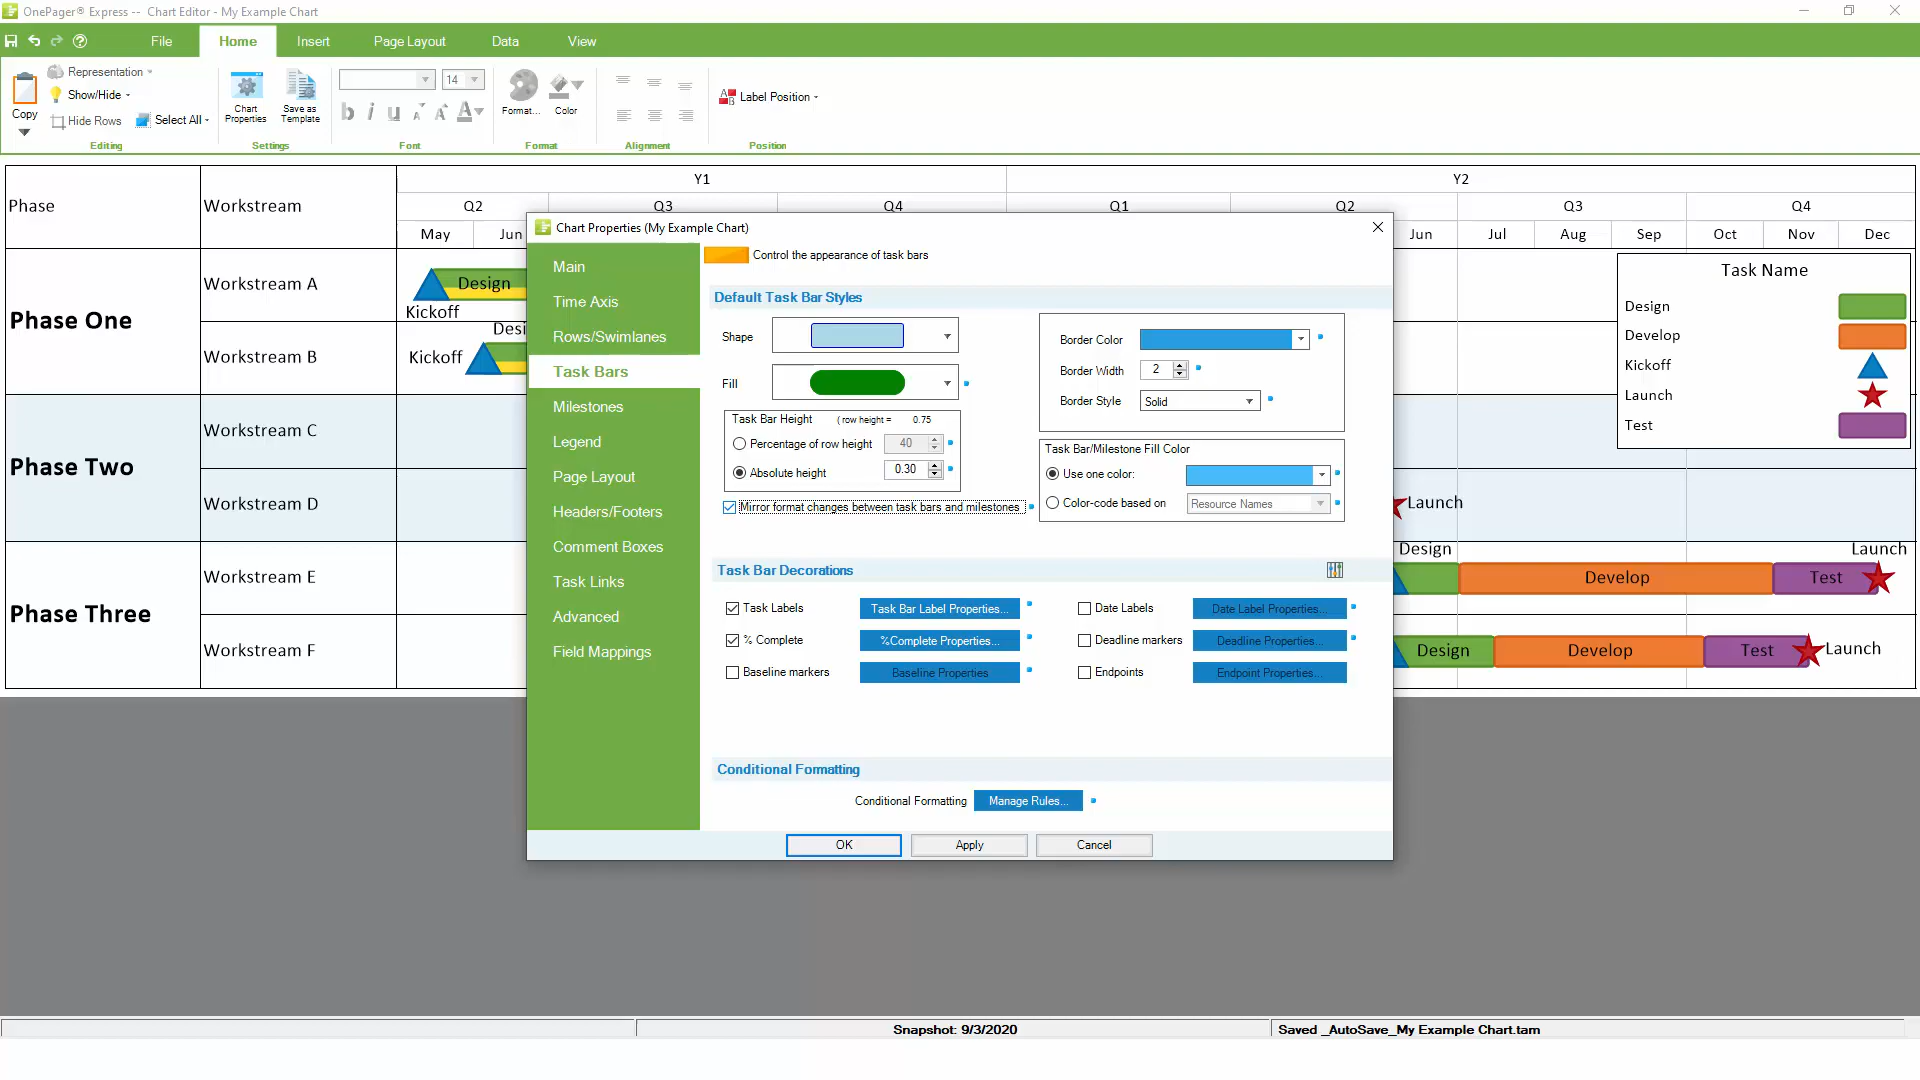 OnePager® Express -- Chart Editor - My Example Chart
File
Home
Insert
Page Layout
Data
View
Copy
Representation
Show/Hide
Hide Rows
Select All
Editing
Chart Properties
Save as Template
Settings
14
b i u A A A
Font
Format...
Color
Format
Alignment
Label Position
Position
Phase
Workstream
Y1
Y2
Q2
Q3
Q4
Q1
Q2
Q3
Q4
May
Jun
Jun
Jul
Aug
Sep
Oct
Nov
Dec
Phase One
Workstream A
Design
Kickoff
Workstream B
Desi
Kickoff
Phase Two
Workstream C
Workstream D
Launch
Phase Three
Workstream E
Design
Develop
Test
Launch
Workstream F
Design
Develop
Test
Launch
Task Name
Design
Develop
Kickoff
Launch
Test
Chart Properties (My Example Chart)
Main
Time Axis
Rows/Swimlanes
Task Bars
Milestones
Legend
Page Layout
Headers/Footers
Comment Boxes
Task Links
Advanced
Field Mappings
Control the appearance of task bars
Default Task Bar Styles
Shape
Fill
Task Bar Height ( row height = 0.75
Percentage of row height 40
Absolute height 0.30
Mirror format changes between task bars and milestones
Border Color
Border Width 2
Border Style Solid
Task Bar/Milestone Fill Color
Use one color:
Color-code based on Resource Names
Task Bar Decorations
Task Labels Task Bar Label Properties...
Date Labels Date Label Properties...
% Complete %Complete Properties...
Deadline markers Deadline Properties...
Baseline markers Baseline Properties
Endpoints Endpoint Properties...
Conditional Formatting
Conditional Formatting Manage Rules...
OK
Apply
Cancel
Snapshot: 9/3/2020
Saved _AutoSave_My Example Chart.tam